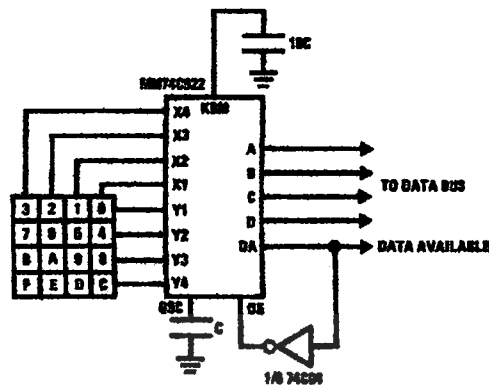 10C
MM74C922
KBM
X4
X3
X2
X1
Y1
Y2
Y3
Y4
A
B
C
D
DA
TO DATA BUS
DATA AVAILABLE
3 2 1 0
7 6 5 4
B A 9 8
F E D C
OSC
OE
C
1/6 74C04